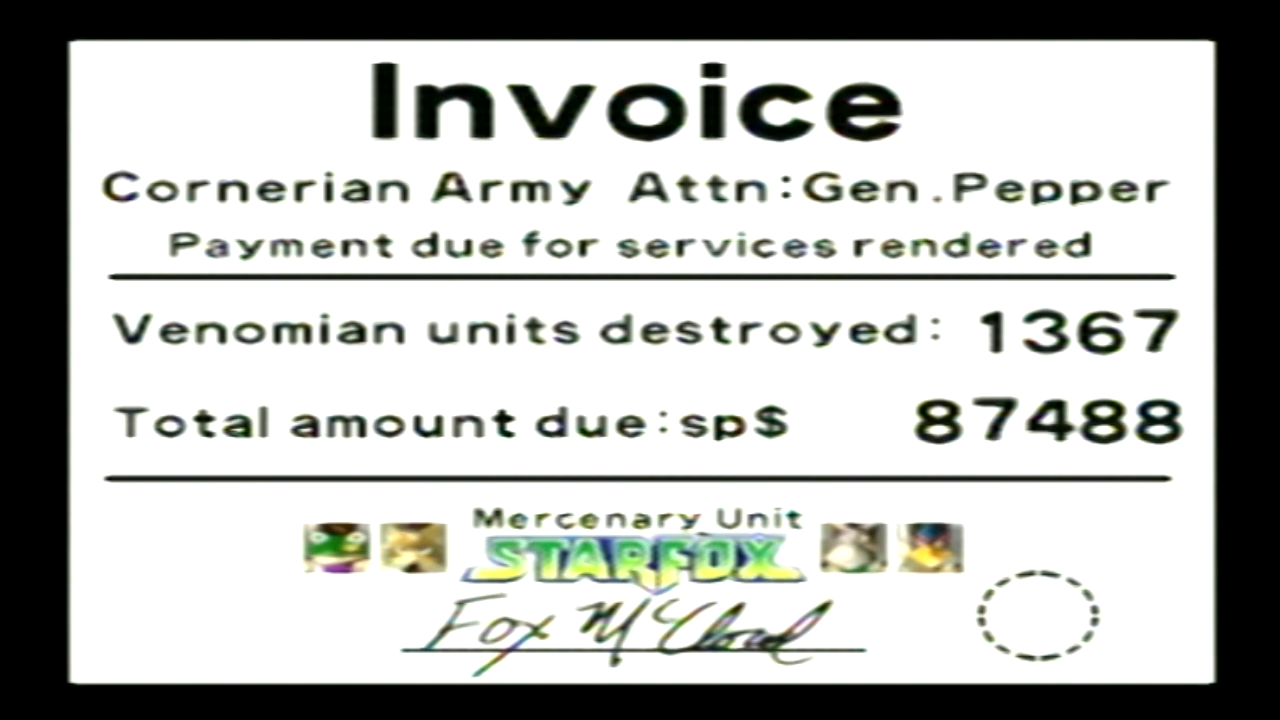 Invoice
Cornerian Army Attn:Gen.Pepper
Payment due for services rendered
Venomian units destroyed: 1367
Total amount due:sp$ 87488
Mercenary Unit
STARFOX
Fox McCloud